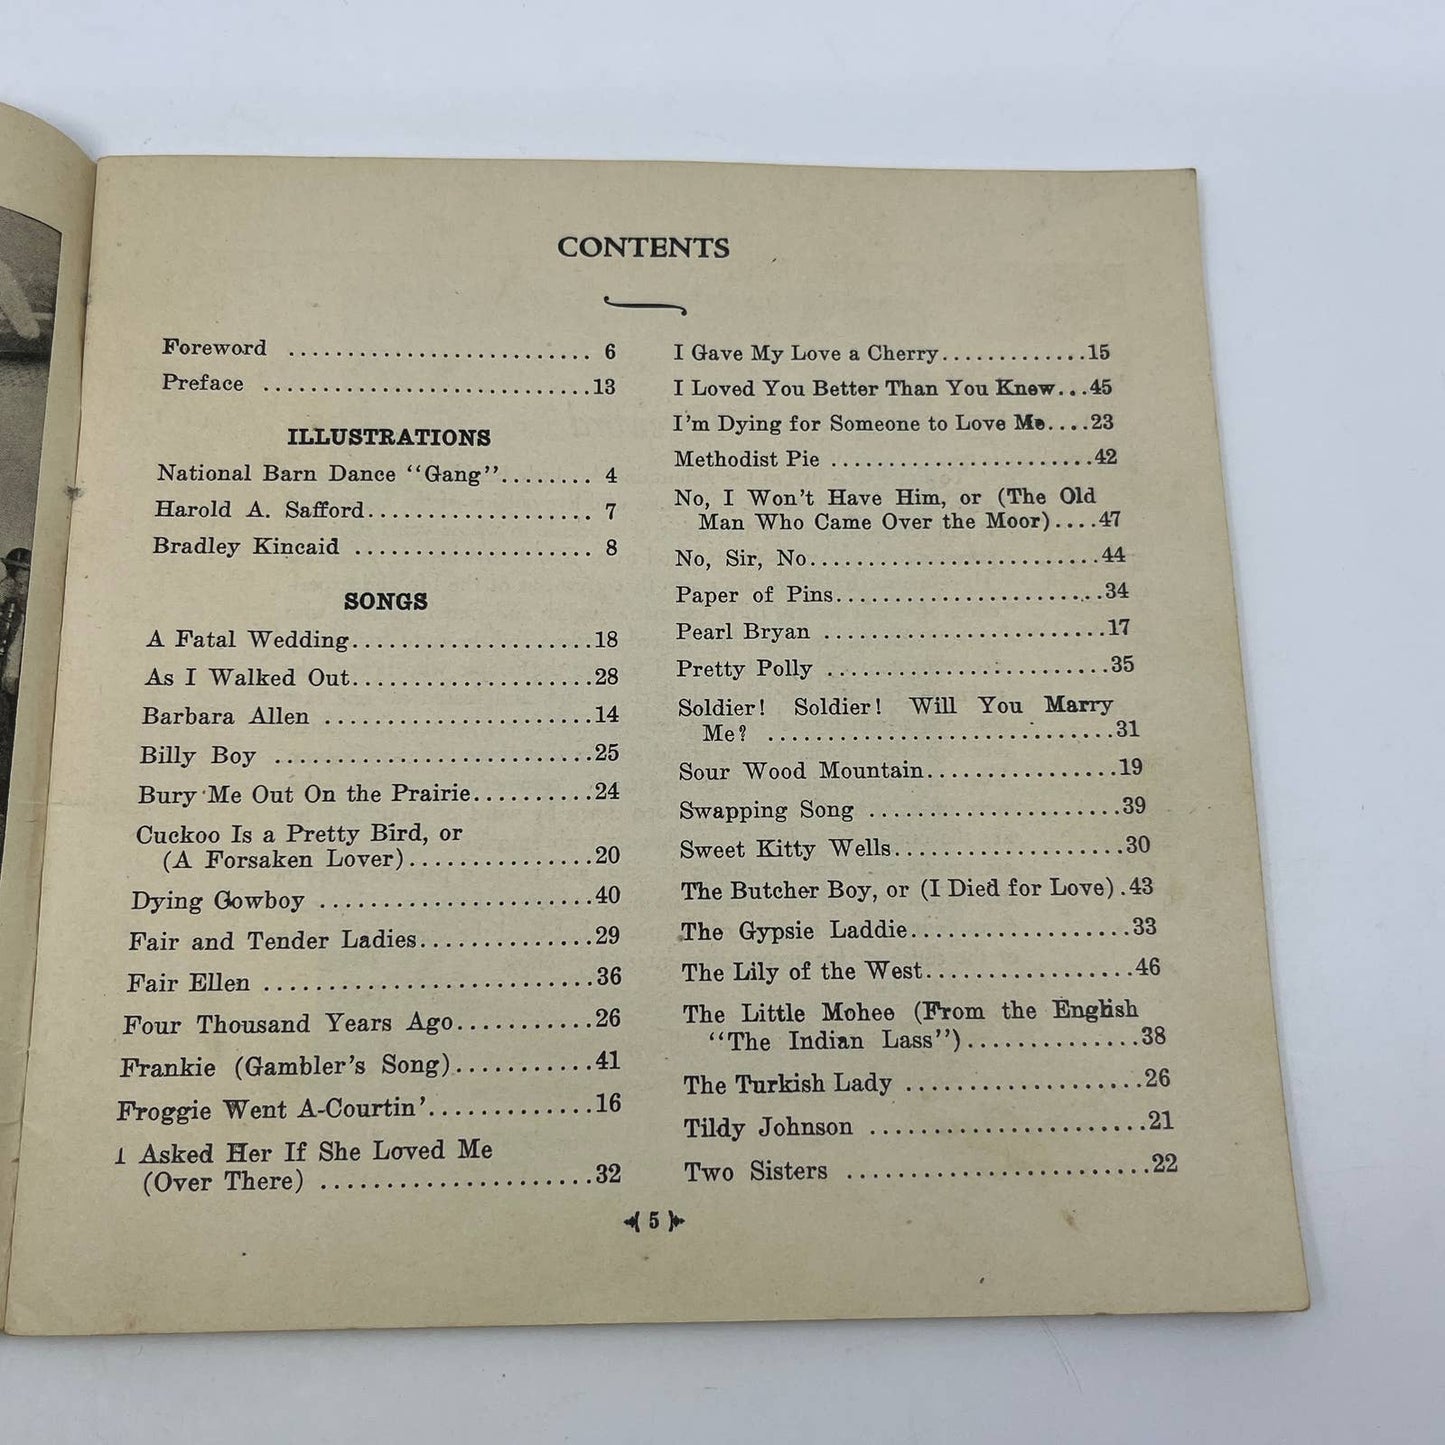 CONTENTS
Foreword .......................... 6
Preface ............................13
ILLUSTRATIONS
National Barn Dance "Gang"........ 4
Harold A. Safford................... 7
Bradley Kincaid .................... 8
SONGS
A Fatal Wedding....................18
As I Walked Out....................28
Barbara Allen ......................14
Billy Boy ..........................25
Bury Me Out On the Prairie..........24
Cuckoo Is a Pretty Bird, or
(A Forsaken Lover)...............20
Dying Cowboy ......................40
Fair and Tender Ladies..............29
Fair Ellen ..........................36
Four Thousand Years Ago...........26
Frankie (Gambler's Song)...........41
Froggie Went A-Courtin'.............16
I Asked Her If She Loved Me
(Over There) .....................32
I Gave My Love a Cherry.............15
I Loved You Better Than You Knew...45
I'm Dying for Someone to Love Me....23
Methodist Pie .......................42
No, I Won't Have Him, or (The Old
Man Who Came Over the Moor)....47
No, Sir, No.........................44
Paper of Pins.......................34
Pearl Bryan ........................17
Pretty Polly ........................35
Soldier! Soldier! Will You Marry
Me? .............................31
Sour Wood Mountain................19
Swapping Song .....................39
Sweet Kitty Wells...................30
The Butcher Boy, or (I Died for Love) .43
The Gypsie Laddie..................33
The Lily of the West.................46
The Little Mohee (From the English
"The Indian Lass")..............38
The Turkish Lady ...................26
Tildy Johnson ......................21
Two Sisters ........................22
5